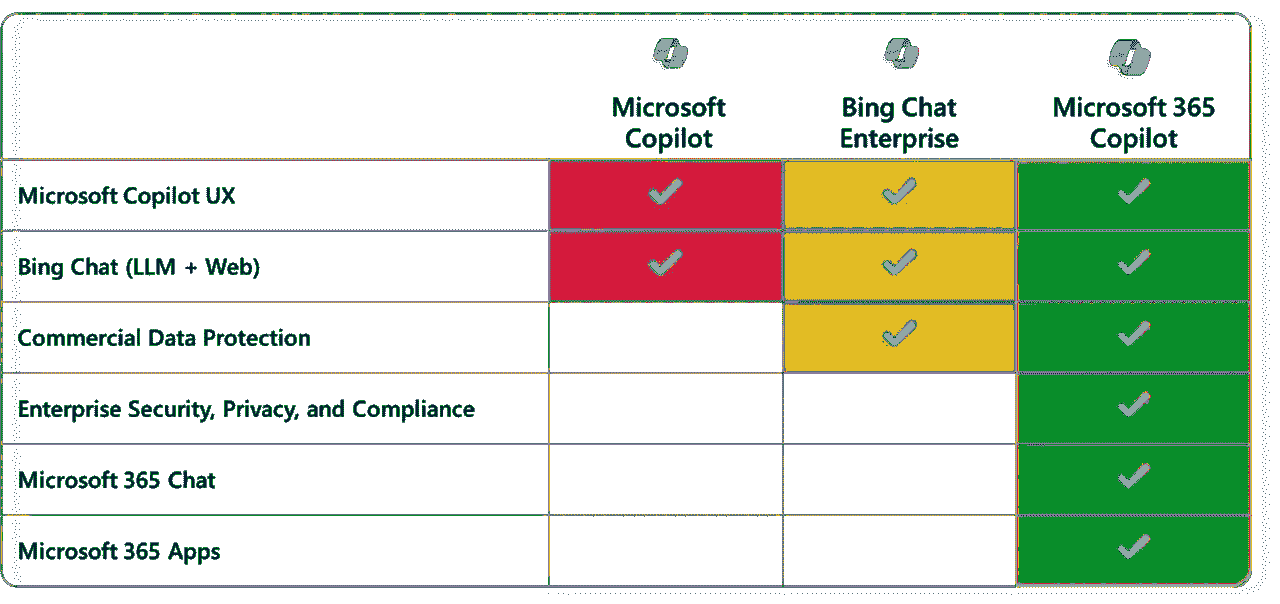 Microsoft
Copilot
Bing Chat
Enterprise
Microsoft 365
Copilot
Microsoft Copilot UX
Bing Chat (LLM + Web)
Commercial Data Protection
Enterprise Security, Privacy, and Compliance
Microsoft 365 Chat
Microsoft 365 Apps